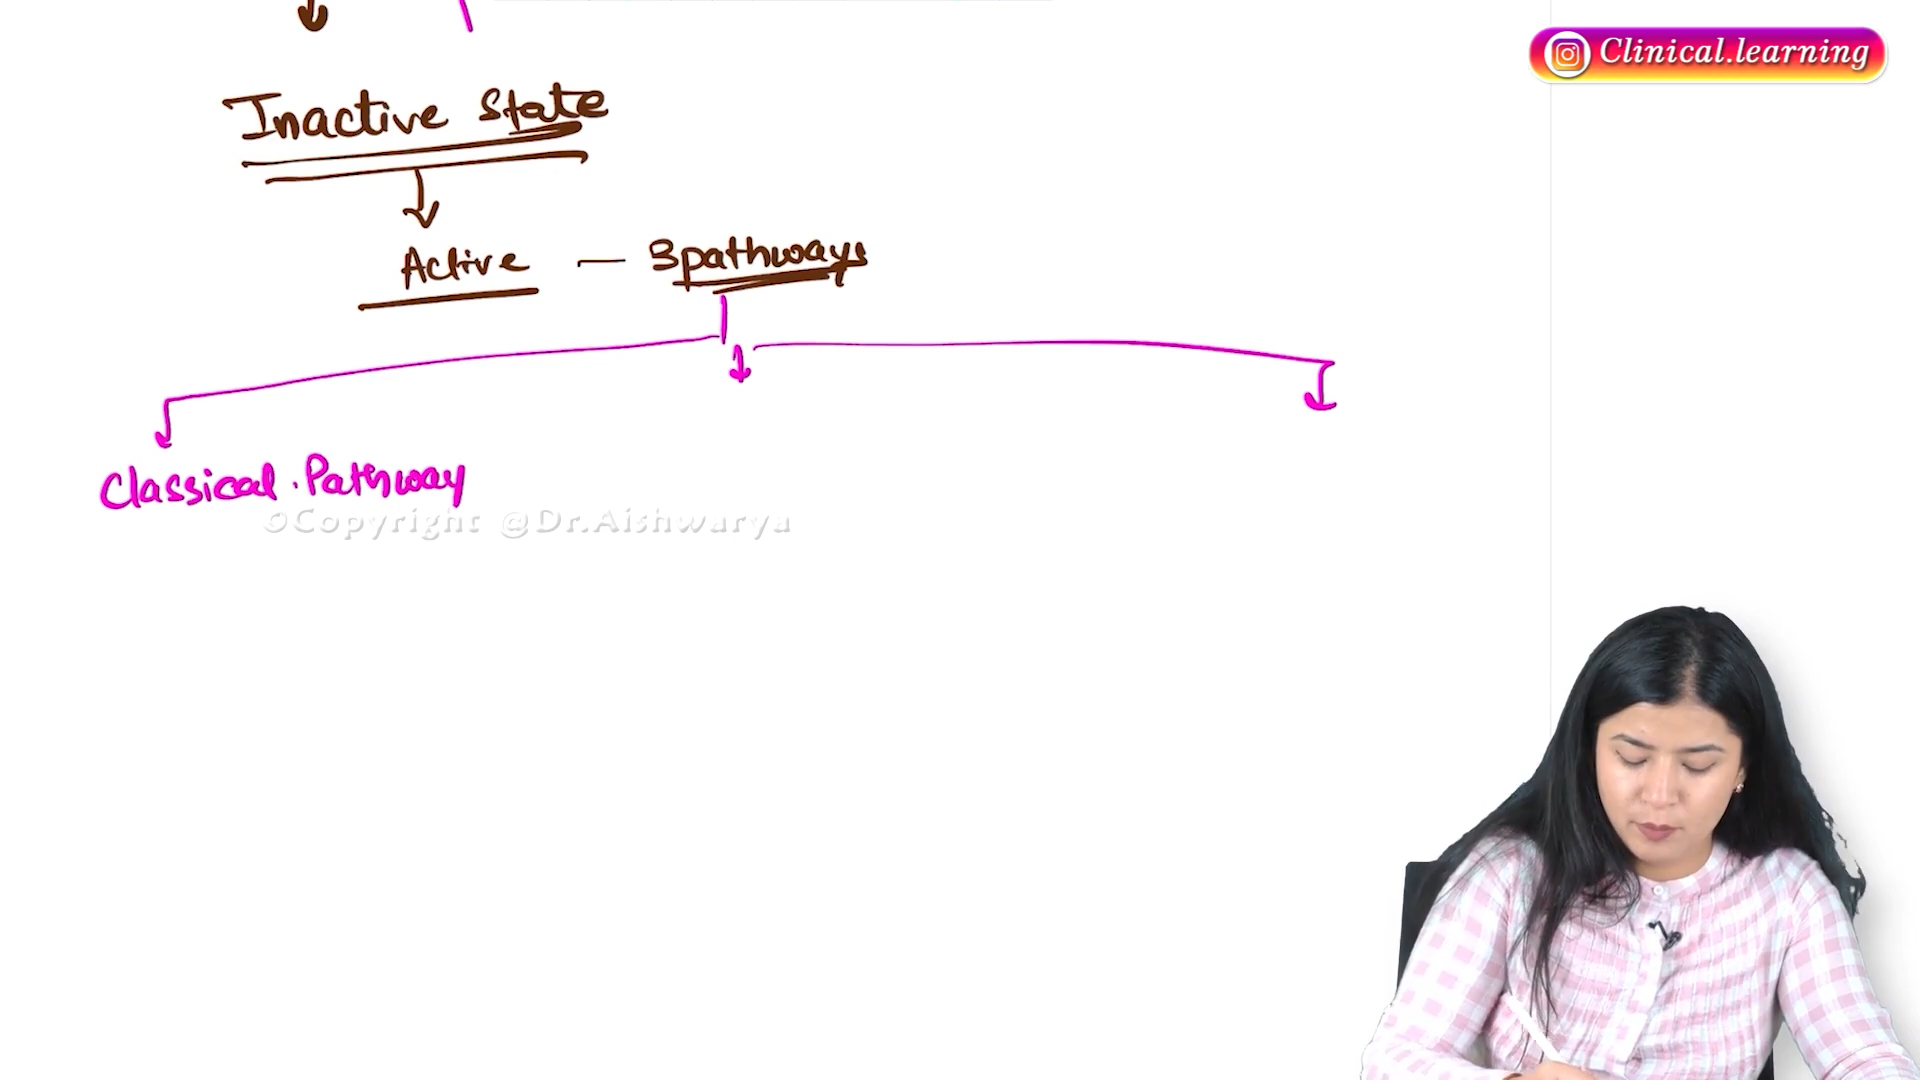 Clinical.learning
Inactive State
Active — 3pathways
Classical.Pathway
©Copyright @Dr.Aishwarya